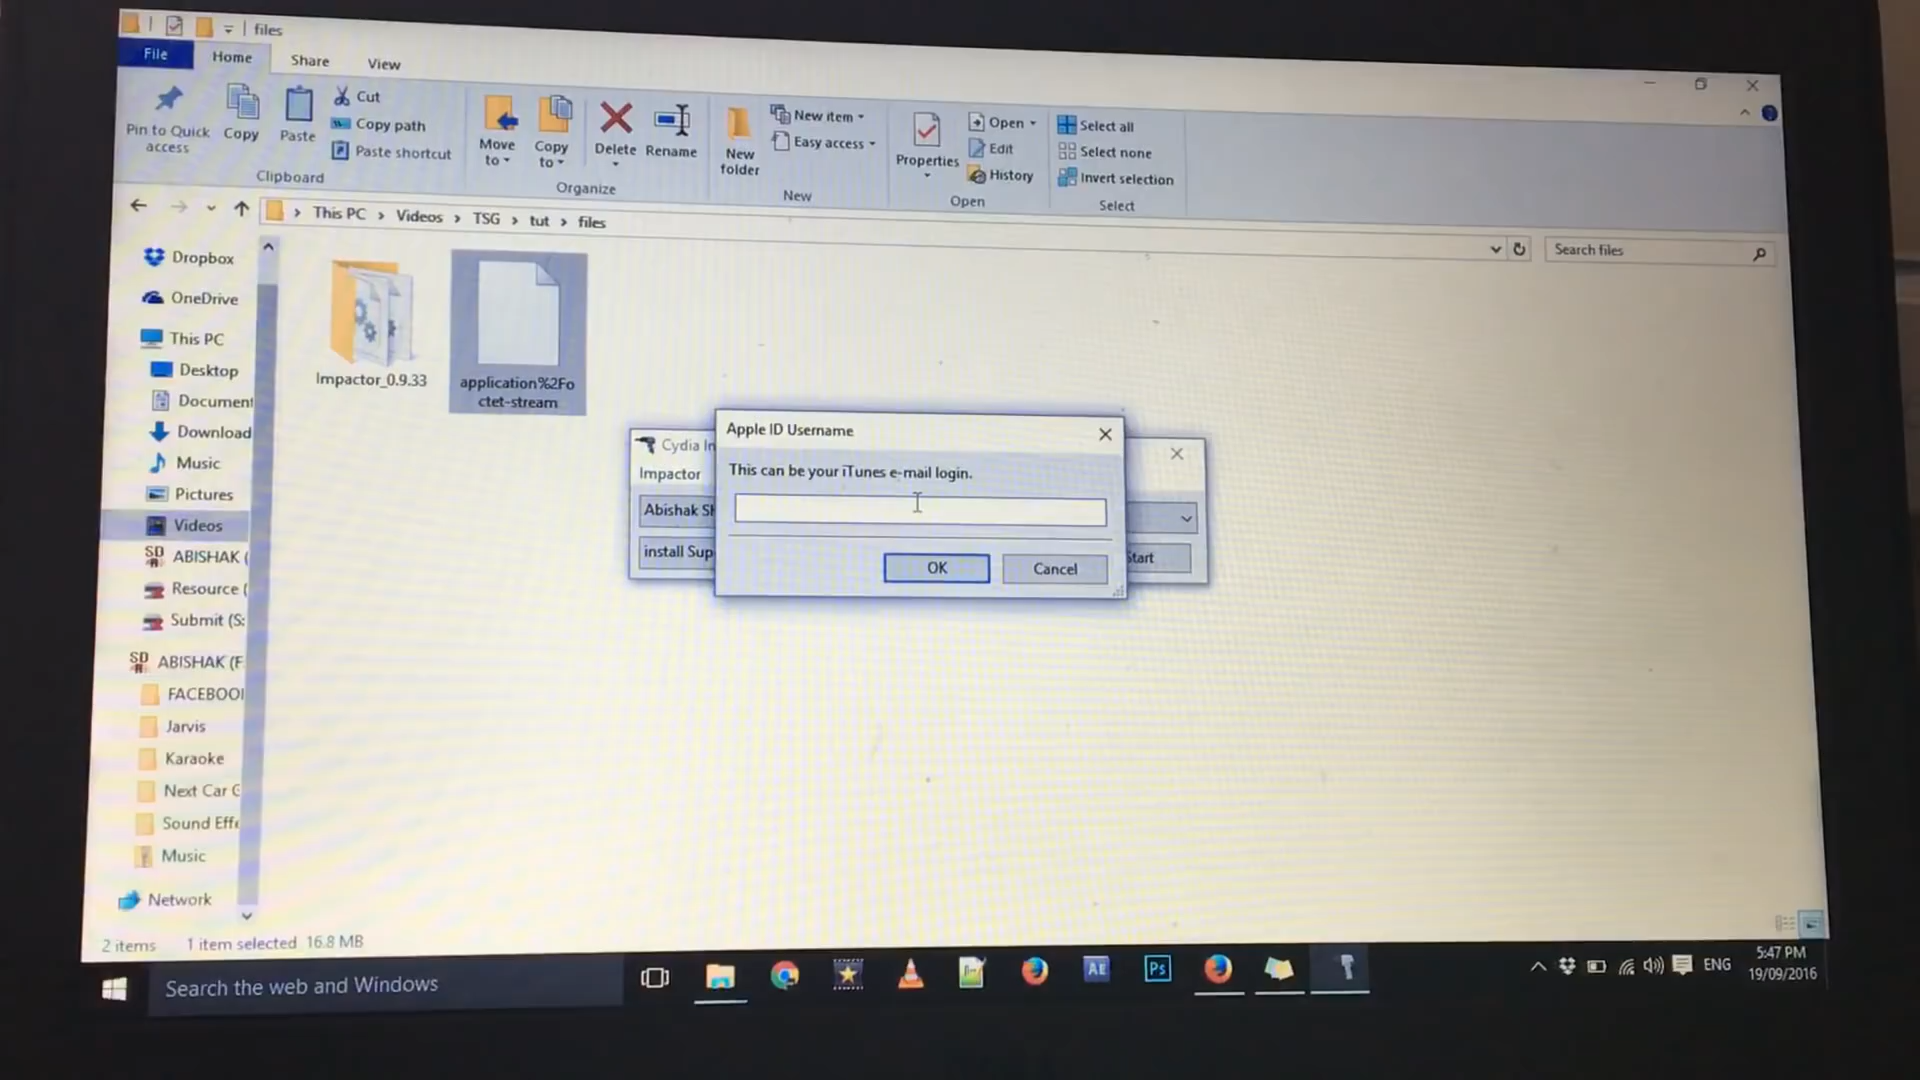 files
File
Home
Share
View
Pin to Quick
access
Copy
Paste
Cut
Copy path
Paste shortcut
Clipboard
Move
to
Copy
to
Delete
Rename
Organize
New
folder
New item
Easy access
New
Properties
Open
Edit
History
Open
Select all
Select none
Invert selection
Select
This PC > Videos > TSG > tut > files
Search files
Dropbox
OneDrive
This PC
Desktop
Document
Download
Music
Pictures
Videos
ABISHAK (
Resource (
Submit (S:
ABISHAK (F
FACEBOOI
Jarvis
Karaoke
Next Car G
Sound Effe
Music
Network
Impactor_0.9.33
application%2Fo
ctet-stream
Cydia In
Impactor
Abishak Sh
install Sup
Start
Apple ID Username
This can be your iTunes e-mail login.
OK
Cancel
2 items 1 item selected 16.8 MB
Search the web and Windows
AE
Ps
ENG
5:47 PM
19/09/2016